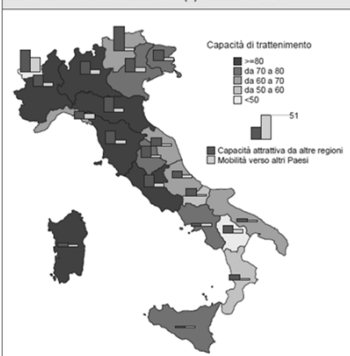 Capacità di trattenimento
>=80
da 70 a 80
da 60 a 70
da 50 a 60
<50
51
Capacità attrattiva da altre regioni
Mobilità verso altri Paesi